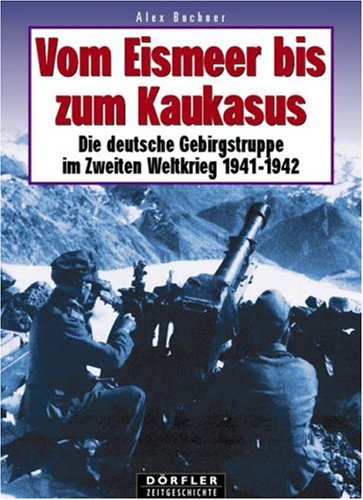 Alex Buchner
Vom Eismeer bis
zum Kaukasus
Die deutsche Gebirgstruppe
im Zweiten Weltkrieg 1941-1942
DÖRFLER
ZEITGESCHICHTE